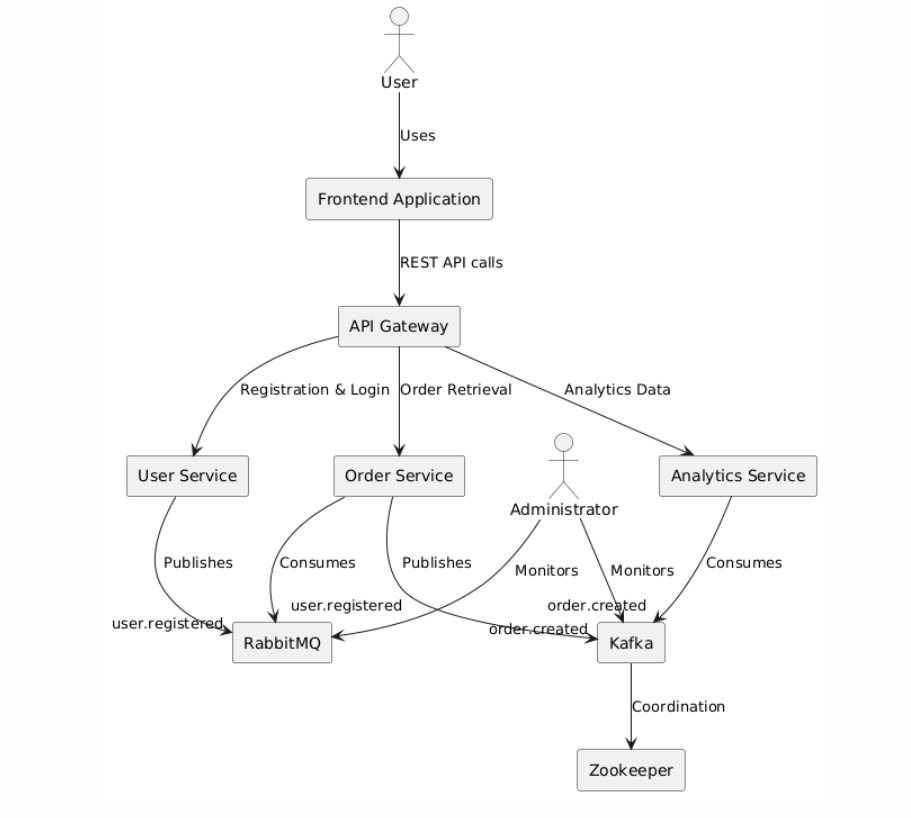 User
Uses
Frontend Application
REST API calls
API Gateway
Registration & Login
Order Retrieval
Analytics Data
User Service
Order Service
Administrator
Analytics Service
Publishes
Consumes
Publishes
Monitors
Monitors
Consumes
user.registered
user.registered
order.created
order.created
RabbitMQ
Kafka
Coordination
Zookeeper